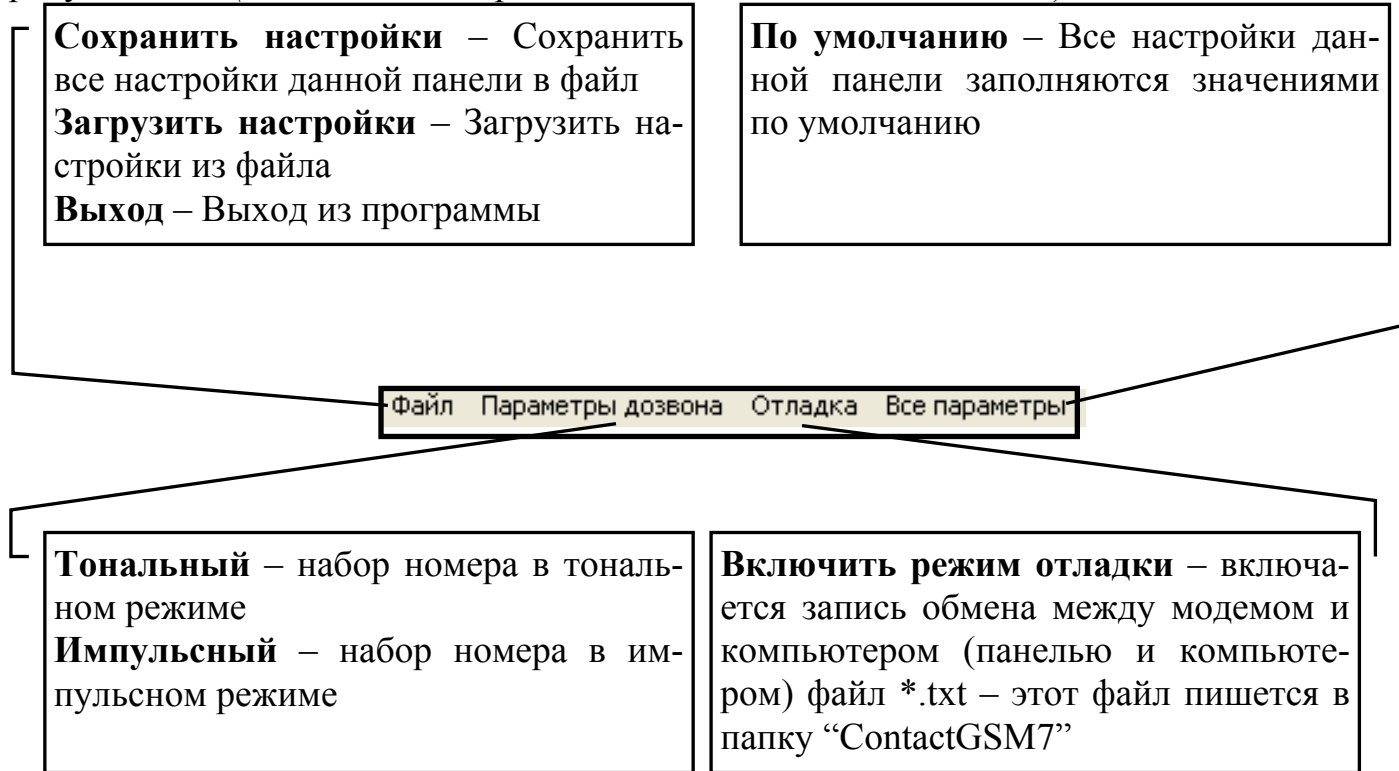 Сохранить настройки – Сохранить
все настройки данной панели в файл
Загрузить настройки – Загрузить на-
стройки из файла
Выход – Выход из программы
По умолчанию – Все настройки дан-
ной панели заполняются значениями
по умолчанию
Файл Параметры дозвона Отладка Все параметры
Тональный – набор номера в тональ-
ном режиме
Импульсный – набор номера в им-
пульсном режиме
Включить режим отладки – включа-
ется запись обмена между модемом и
компьютером (панелью и компьюте-
ром) файл *.txt – этот файл пишется в
папку “ContactGSM7”